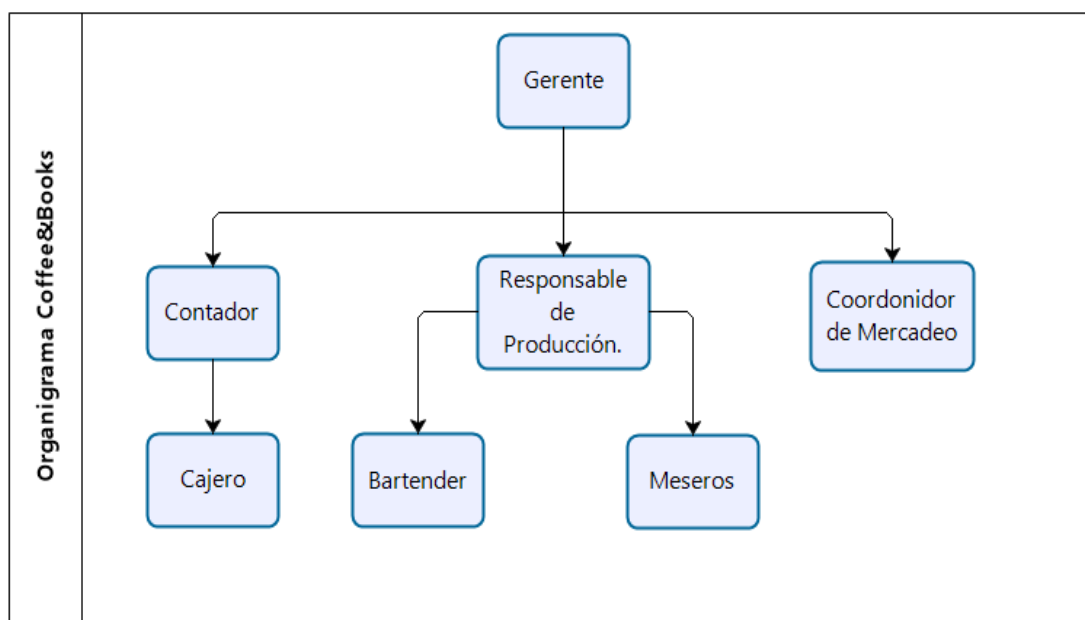 Organigrama Coffee&Books
Gerente
Contador
Responsable
de
Producción.
Coordonidor
de Mercadeo
Cajero
Bartender
Meseros